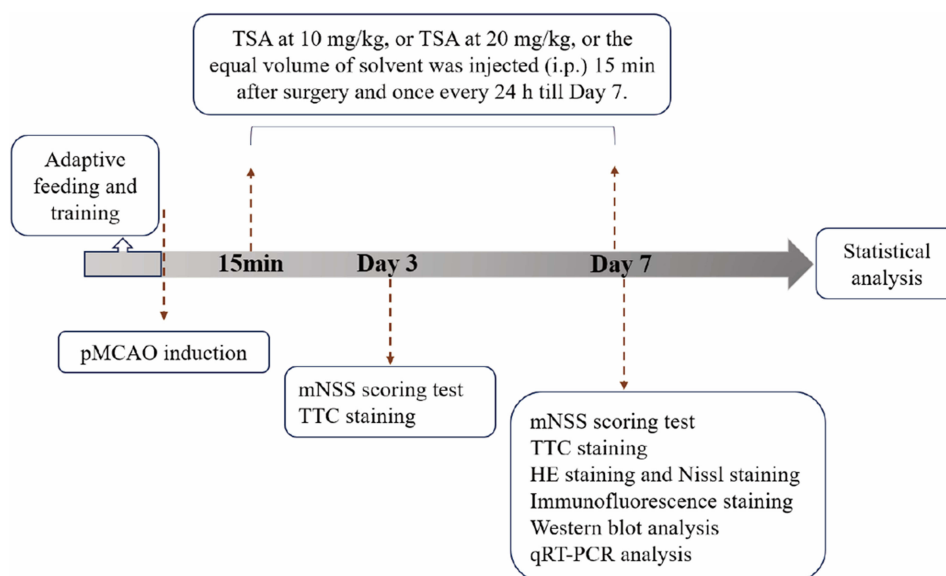 TSA at 10 mg/kg, or TSA at 20 mg/kg, or the
equal volume of solvent was injected (i.p.) 15 min
after surgery and once every 24 h till Day 7.
Adaptive
feeding and
training
15min
Day 3
Day 7
Statistical
analysis
pMCAO induction
mNSS scoring test
TTC staining
mNSS scoring test
TTC staining
HE staining and Nissl staining
Immunofluorescence staining
Western blot analysis
qRT-PCR analysis